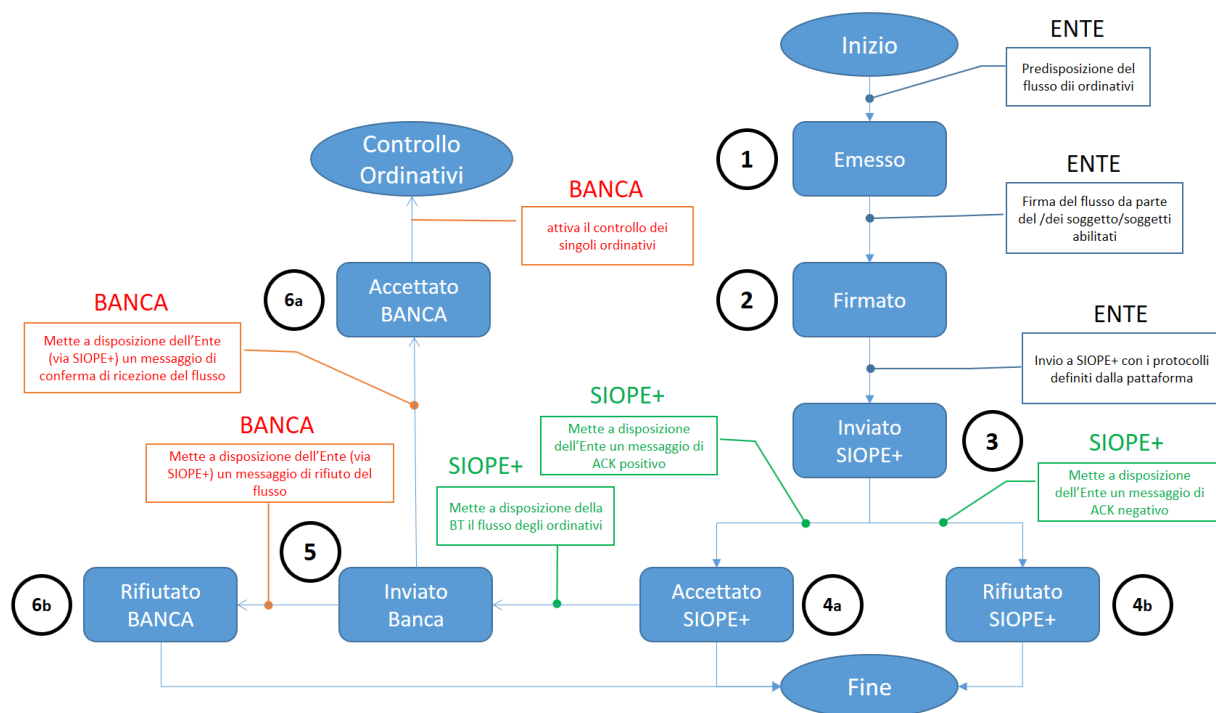 Inizio
ENTE
Predisposizione del
flusso dii ordinativi
1
Emesso
ENTE
Firma del flusso da parte
del /dei soggetto/soggetti
abilitati
2
Firmato
ENTE
Invio a SIOPE+ con i protocolli
definiti dalla pattaforma
Inviato
SIOPE+
3
SIOPE+
Mette a disposizione
dell'Ente un messaggio di
ACK positivo
SIOPE+
Mette a disposizione
dell'Ente un messaggio di
ACK negativo
Accettato
SIOPE+
4a
Rifiutato
SIOPE+
4b
SIOPE+
Mette a disposizione della
BT il flusso degli ordinativi
5
Inviato
Banca
BANCA
Mette a disposizione dell'Ente
(via SIOPE+) un messaggio di
conferma di ricezione del flusso
6a
Accettato
BANCA
BANCA
attiva il controllo dei
singoli ordinativi
Controllo
Ordinativi
BANCA
Mette a disposizione dell'Ente (via
SIOPE+) un messaggio di rifiuto del
flusso
6b
Rifiutato
BANCA
Fine